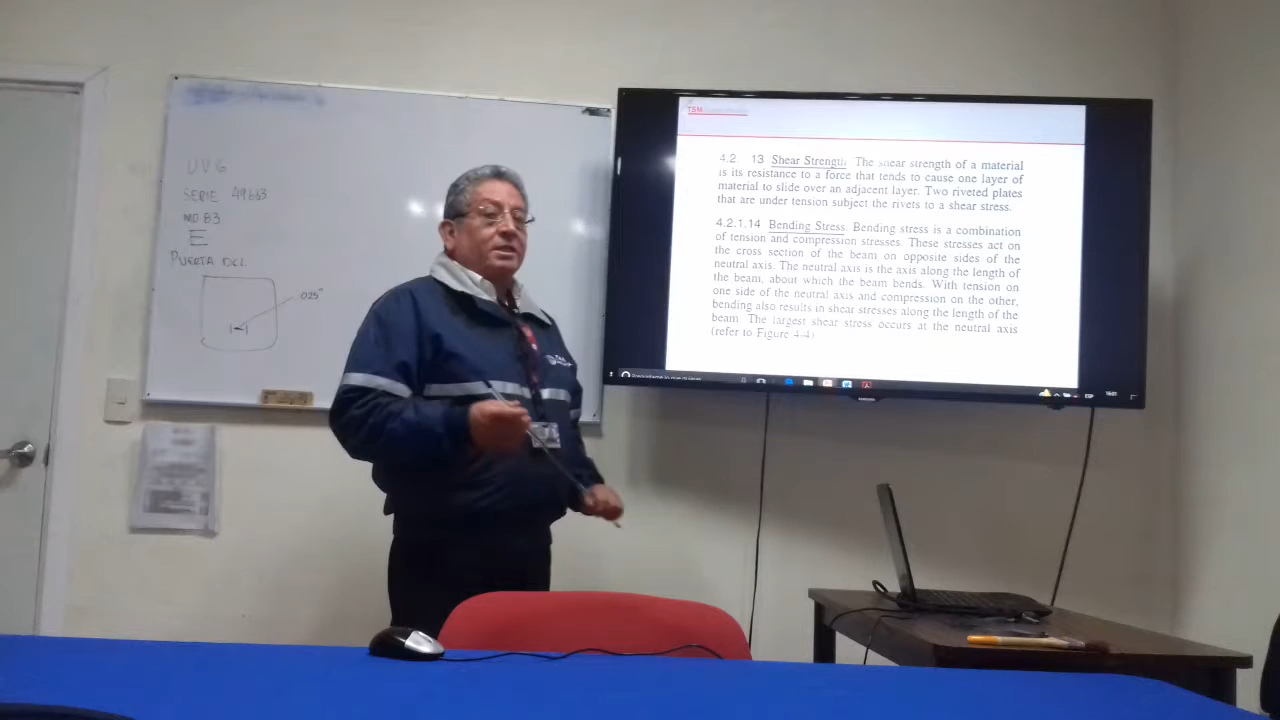 UVG
SERIE 49663
MD 83
E
PUERTA DEL
.025"
TSM
4.2. 13 Shear Strength The shear strength of a material
is its resistance to a force that tends to cause one layer of
material to slide over an adjacent layer. Two riveted plates
that are under tension subject the rivets to a shear stress.
4.2.1.14 Bending Stress. Bending stress is a combination
of tension and compression stresses. These stresses act on
the cross section of the beam on opposite sides of the
neutral axis. The neutral axis is the axis along the length of
the beam, about which the beam bends. With tension on
one side of the neutral axis and compression on the other,
bending also results in shear stresses along the length of the
beam. The largest shear stress occurs at the neutral axis
(refer to Figure 4-4)
ESP
SAMSUNG